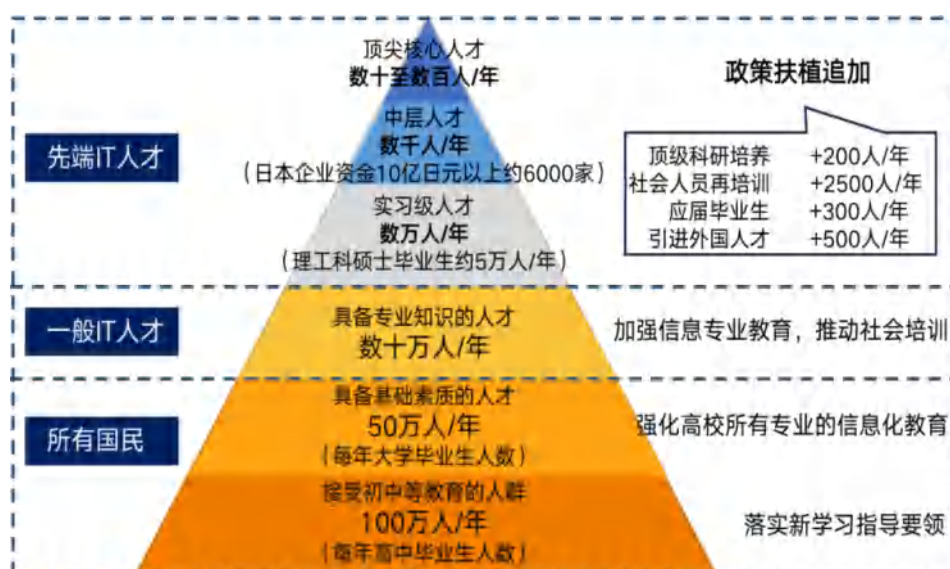 顶尖核心人才
数十至数百人/年
政策扶植追加
先端IT人才
中层人才
数千人/年
(日本企业资金10亿日元以上约6000家)
实习级人才
数万人/年
(理工科硕士毕业生约5万人/年)
顶级科研培养 +200人/年
社会人员再培训 +2500人/年
应届毕业生 +300人/年
引进外国人才 +500人/年
一般IT人才
具备专业知识的人才
数十万人/年
加强信息专业教育，推动社会培训
所有国民
具备基础素质的人才
50万人/年
(每年大学毕业生人数)
强化高校所有专业的信息化教育
接受初中等教育的人群
100万人/年
(每年高中毕业生人数)
落实新学习指导要领